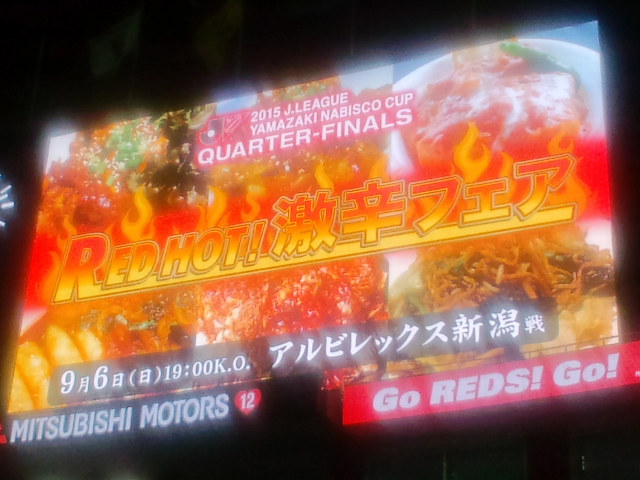 2015 J.LEAGUE
YAMAZAKI NABISCO CUP
QUARTER-FINALS
RED HOT! 激辛フェア
9月6日(日)19:00K.O. アルビレックス新潟戦
MITSUBISHI MOTORS 12
Go REDS! Go!